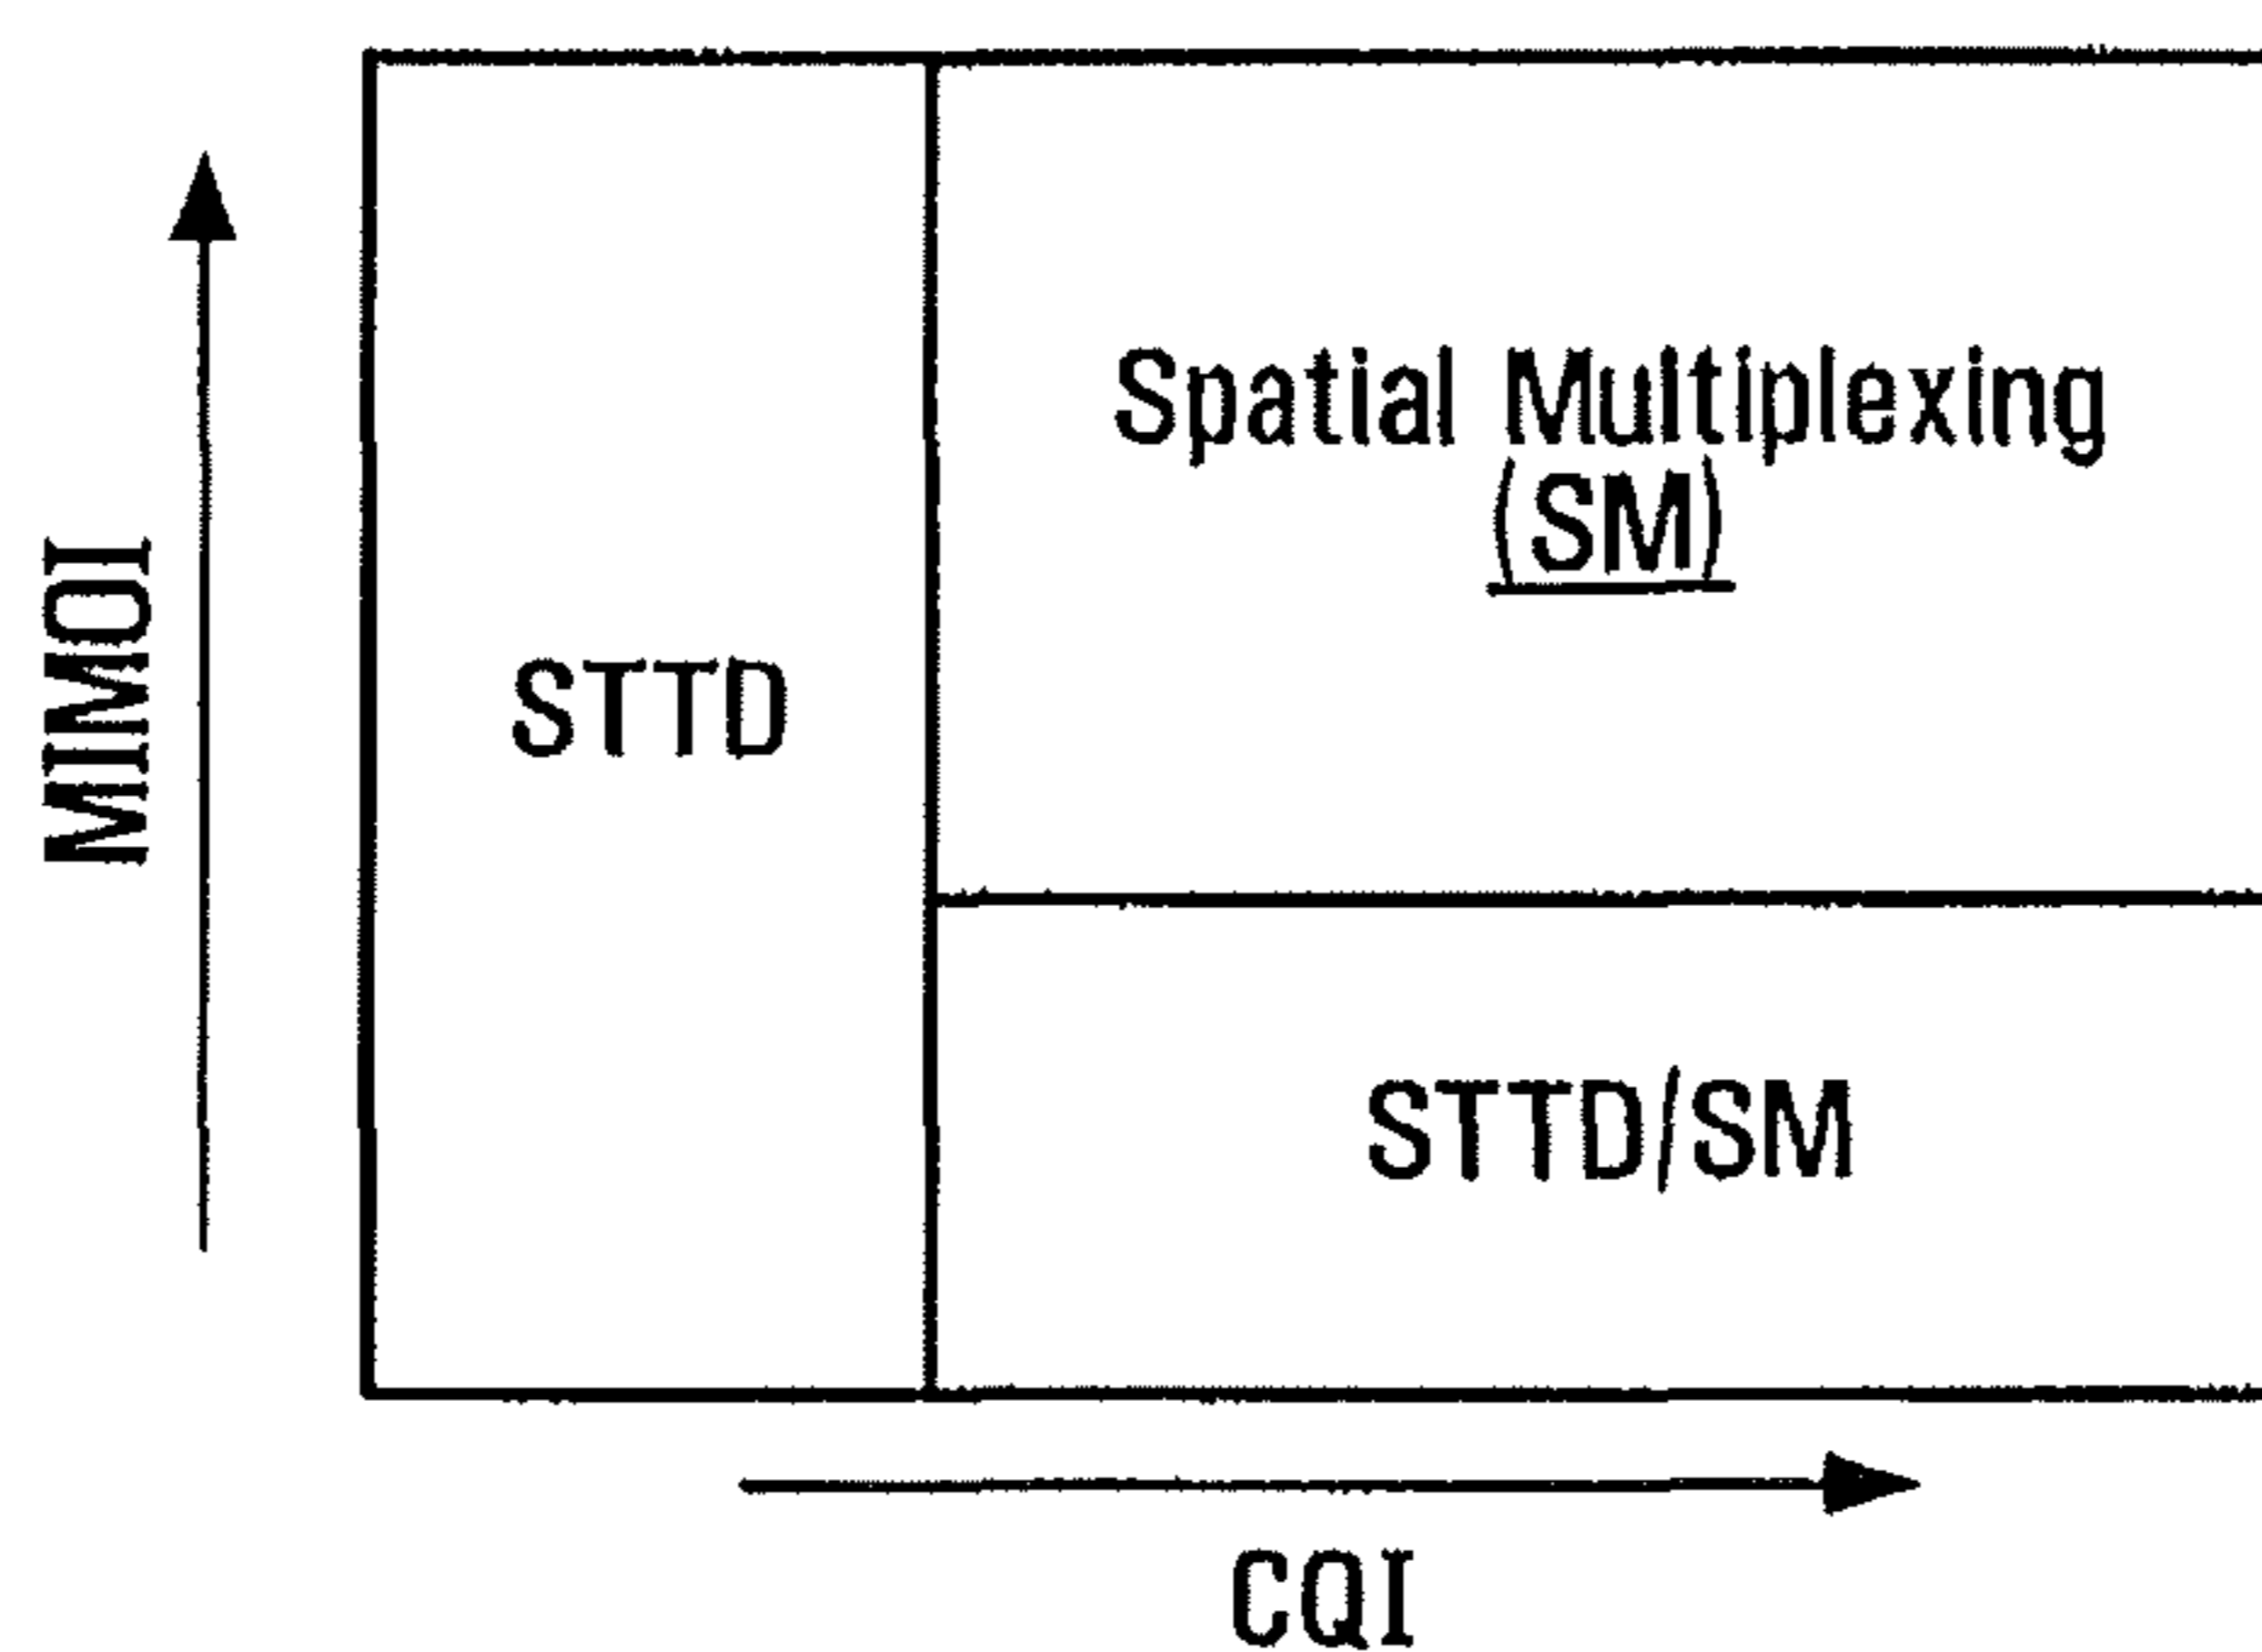 MIMOI
STTD
Spatial Multiplexing
(SM)
STTD/SM
CQI